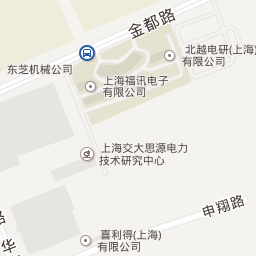 金都路
北越电研(上海)
有限公司
东芝机械公司
上海福讯电子
有限公司
上海交大思源电力
技术研究中心
申翔路
华
喜利得(上海)
有限公司